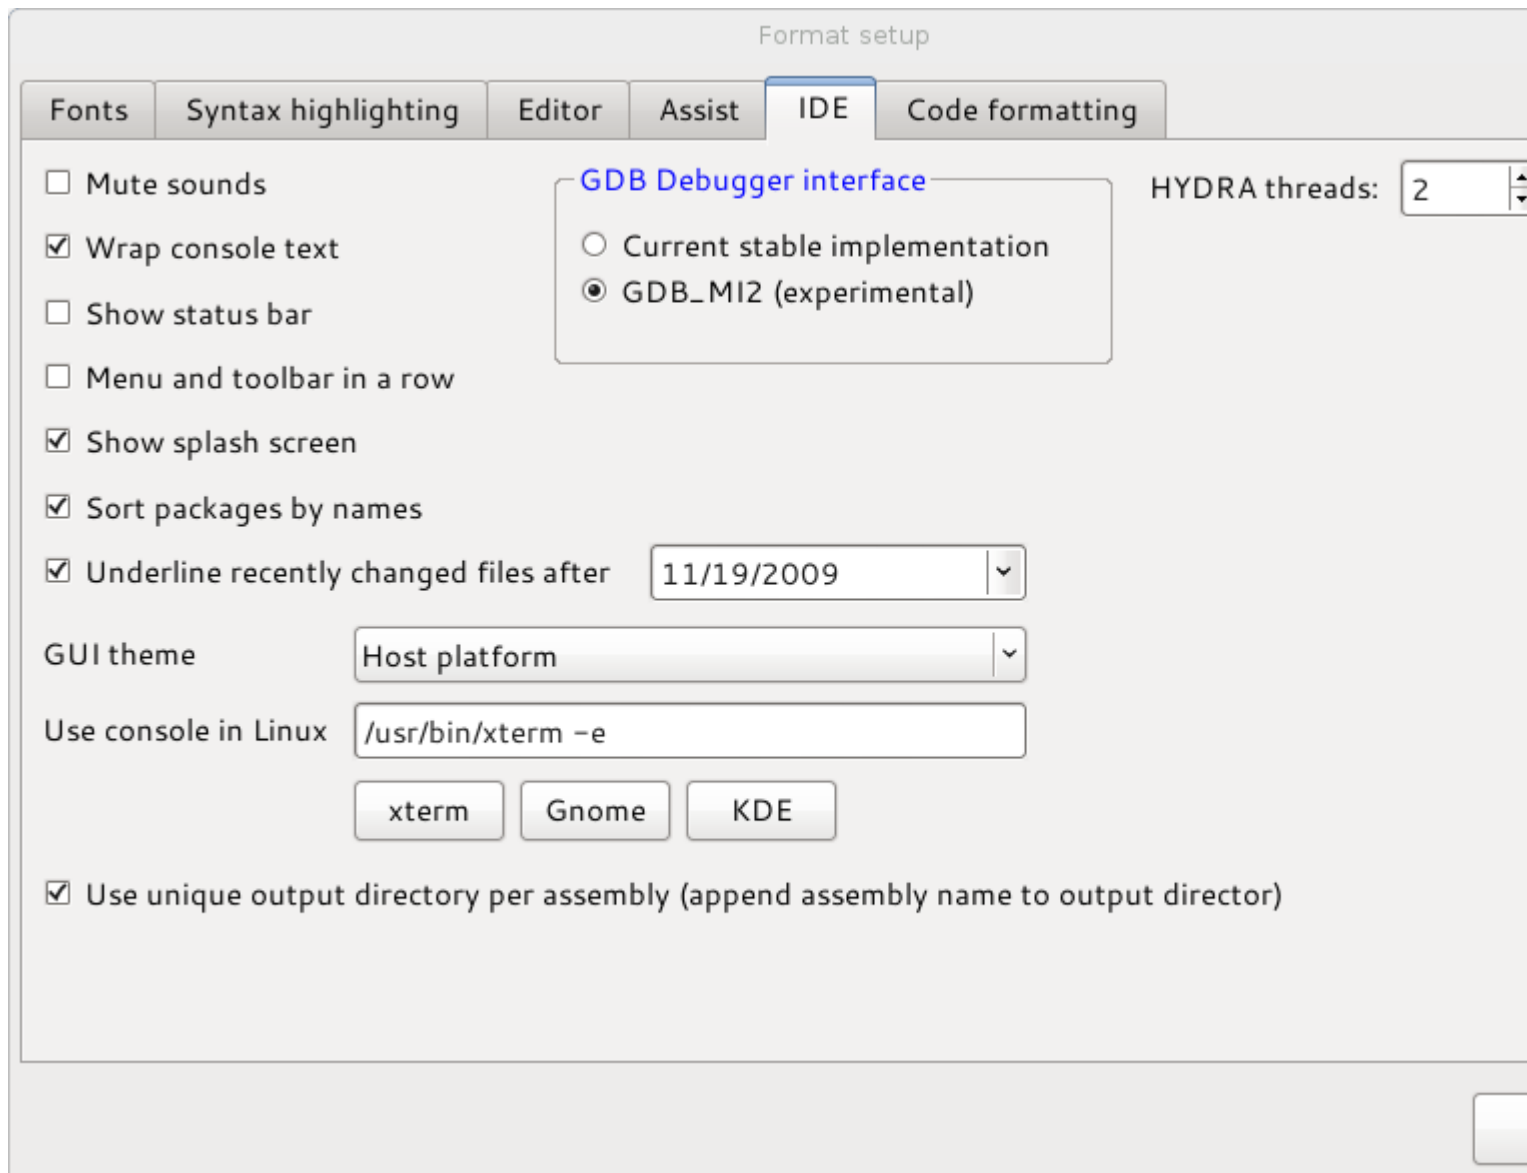 Format setup
Fonts Syntax highlighting Editor Assist IDE Code formatting
Mute sounds
GDB Debugger interface
HYDRA threads: 2
Wrap console text
Current stable implementation
GDB_MI2 (experimental)
Show status bar
Menu and toolbar in a row
Show splash screen
Sort packages by names
Underline recently changed files after 11/19/2009
GUI theme Host platform
Use console in Linux /usr/bin/xterm -e
xterm Gnome KDE
Use unique output directory per assembly (append assembly name to output director)